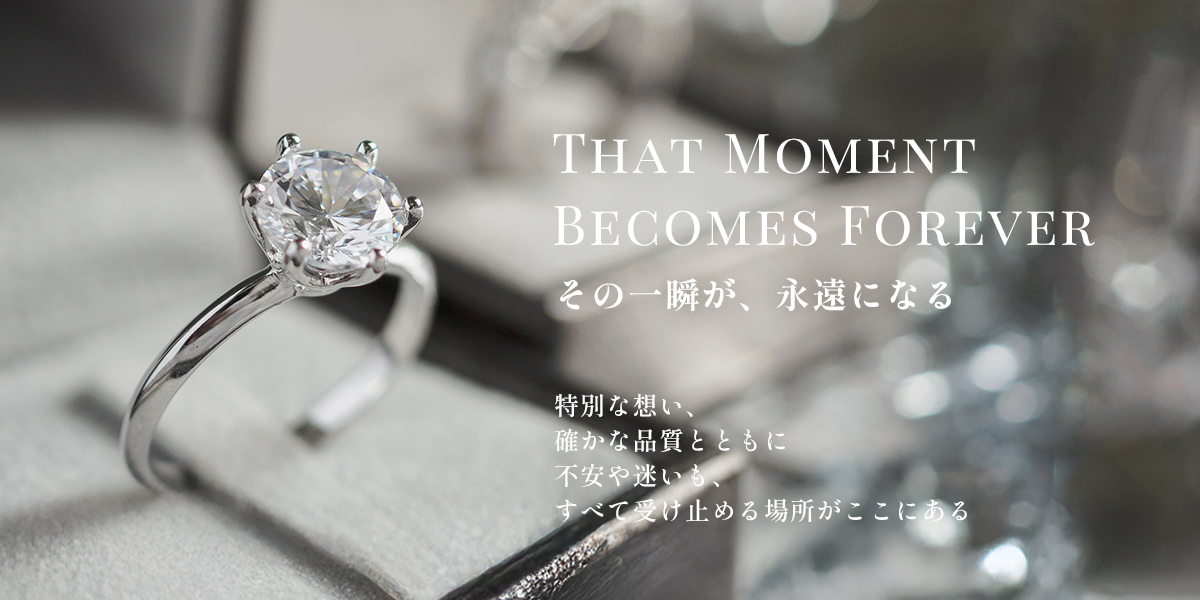 That Moment
Becomes Forever
その一瞬が、永遠になる
特別な想い、
確かな品質とともに
不安や迷いも、
すべて受け止める場所がここにある